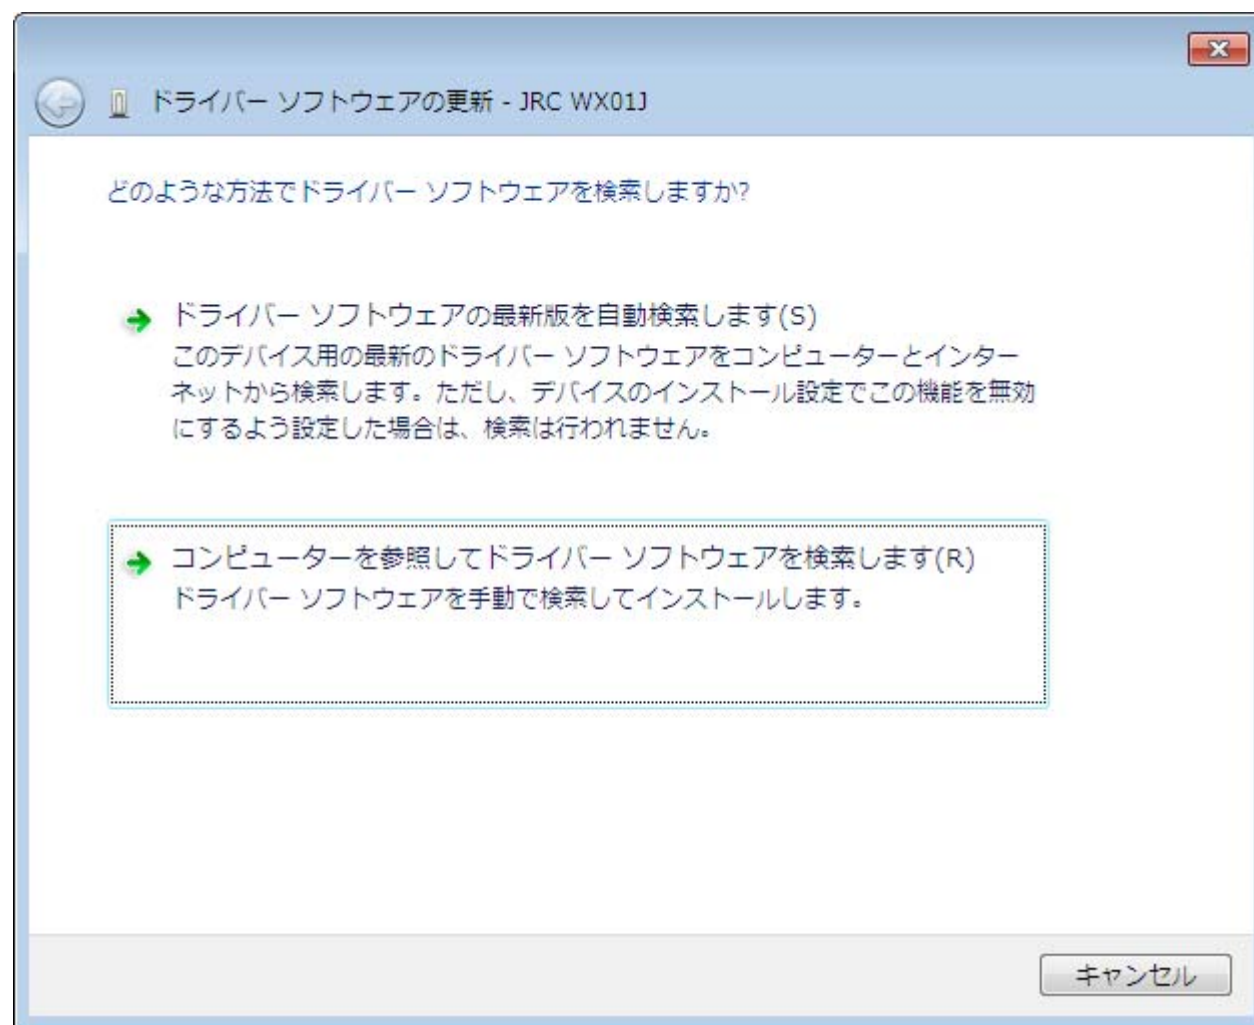 ドライバー ソフトウェアの更新 - JRC WX01J
どのような方法でドライバー ソフトウェアを検索しますか?
ドライバー ソフトウェアの最新版を自動検索します(S)
このデバイス用の最新のドライバー ソフトウェアをコンピューターとインター
ネットから検索します。ただし、デバイスのインストール設定でこの機能を無効
にするよう設定した場合は、検索は行われません。
コンピューターを参照してドライバー ソフトウェアを検索します(R)
ドライバー ソフトウェアを手動で検索してインストールします。
キャンセル